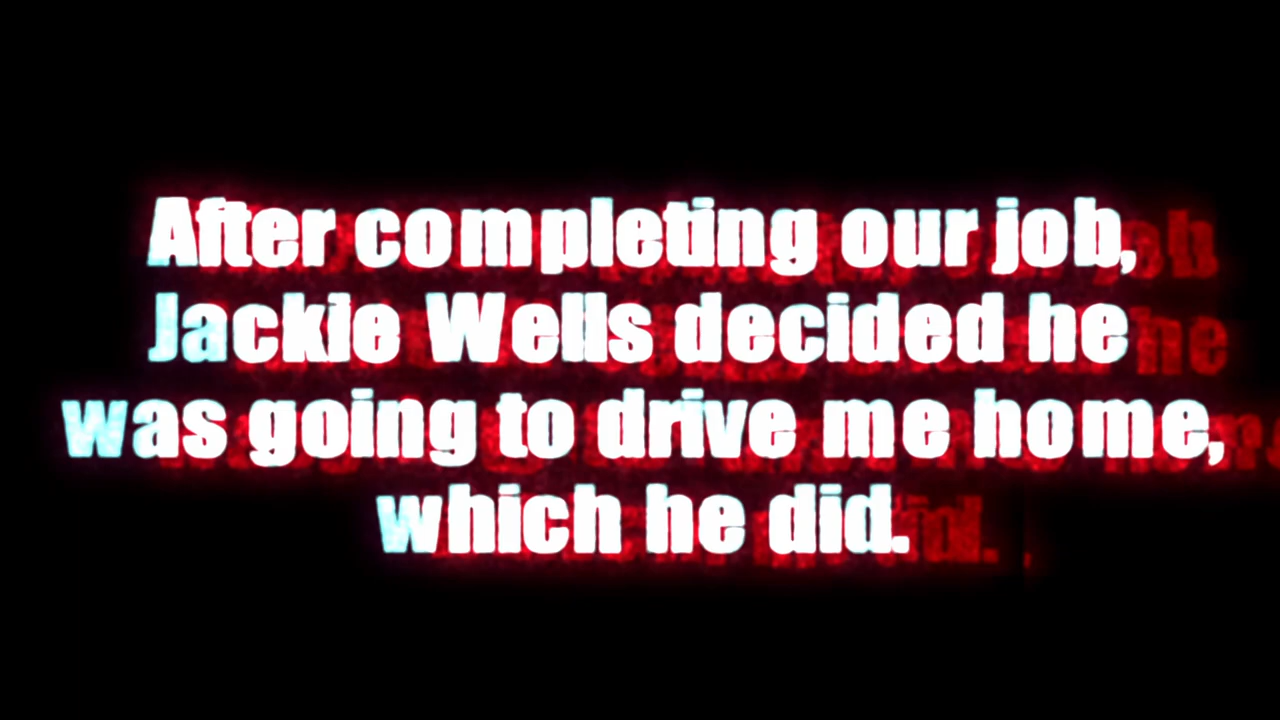 After completing our job,
Jackie Wells decided he
was going to drive me home,
which he did.